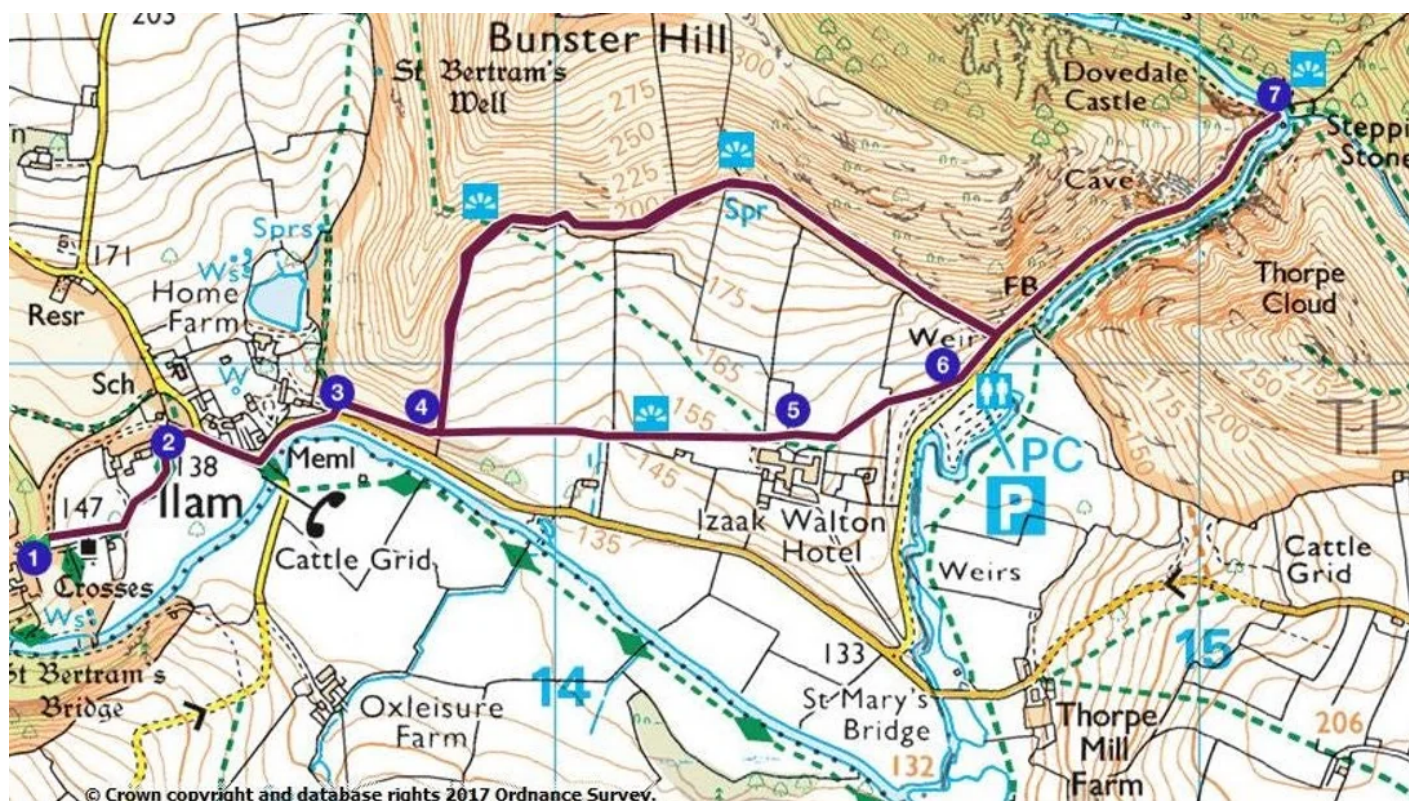 203
Bunster Hill
St Bertram's
Well
300
275
250
225
200
Dovedale
Castle
7
Steppi
Stone
Cave
Spr
Sprs
Ws
171
Home
Farm
Resr
175
FB
Thorpe
Cloud
Weir
165
Sch
W
3
4
155
5
6
2
138
Meml
Ilam
147
1
Crosses
Ws
145
PC
P
TH
175
250
275
200
150
Cattle Grid
135
Izaak Walton
Hotel
Weirs
Cattle
Grid
St Bertram's
Bridge
14
133
15
Oxleisure
Farm
St Mary's
Bridge
132
Thorpe
Mill
Farm
206
© Crown copyright and database rights 2017 Ordnance Survey.